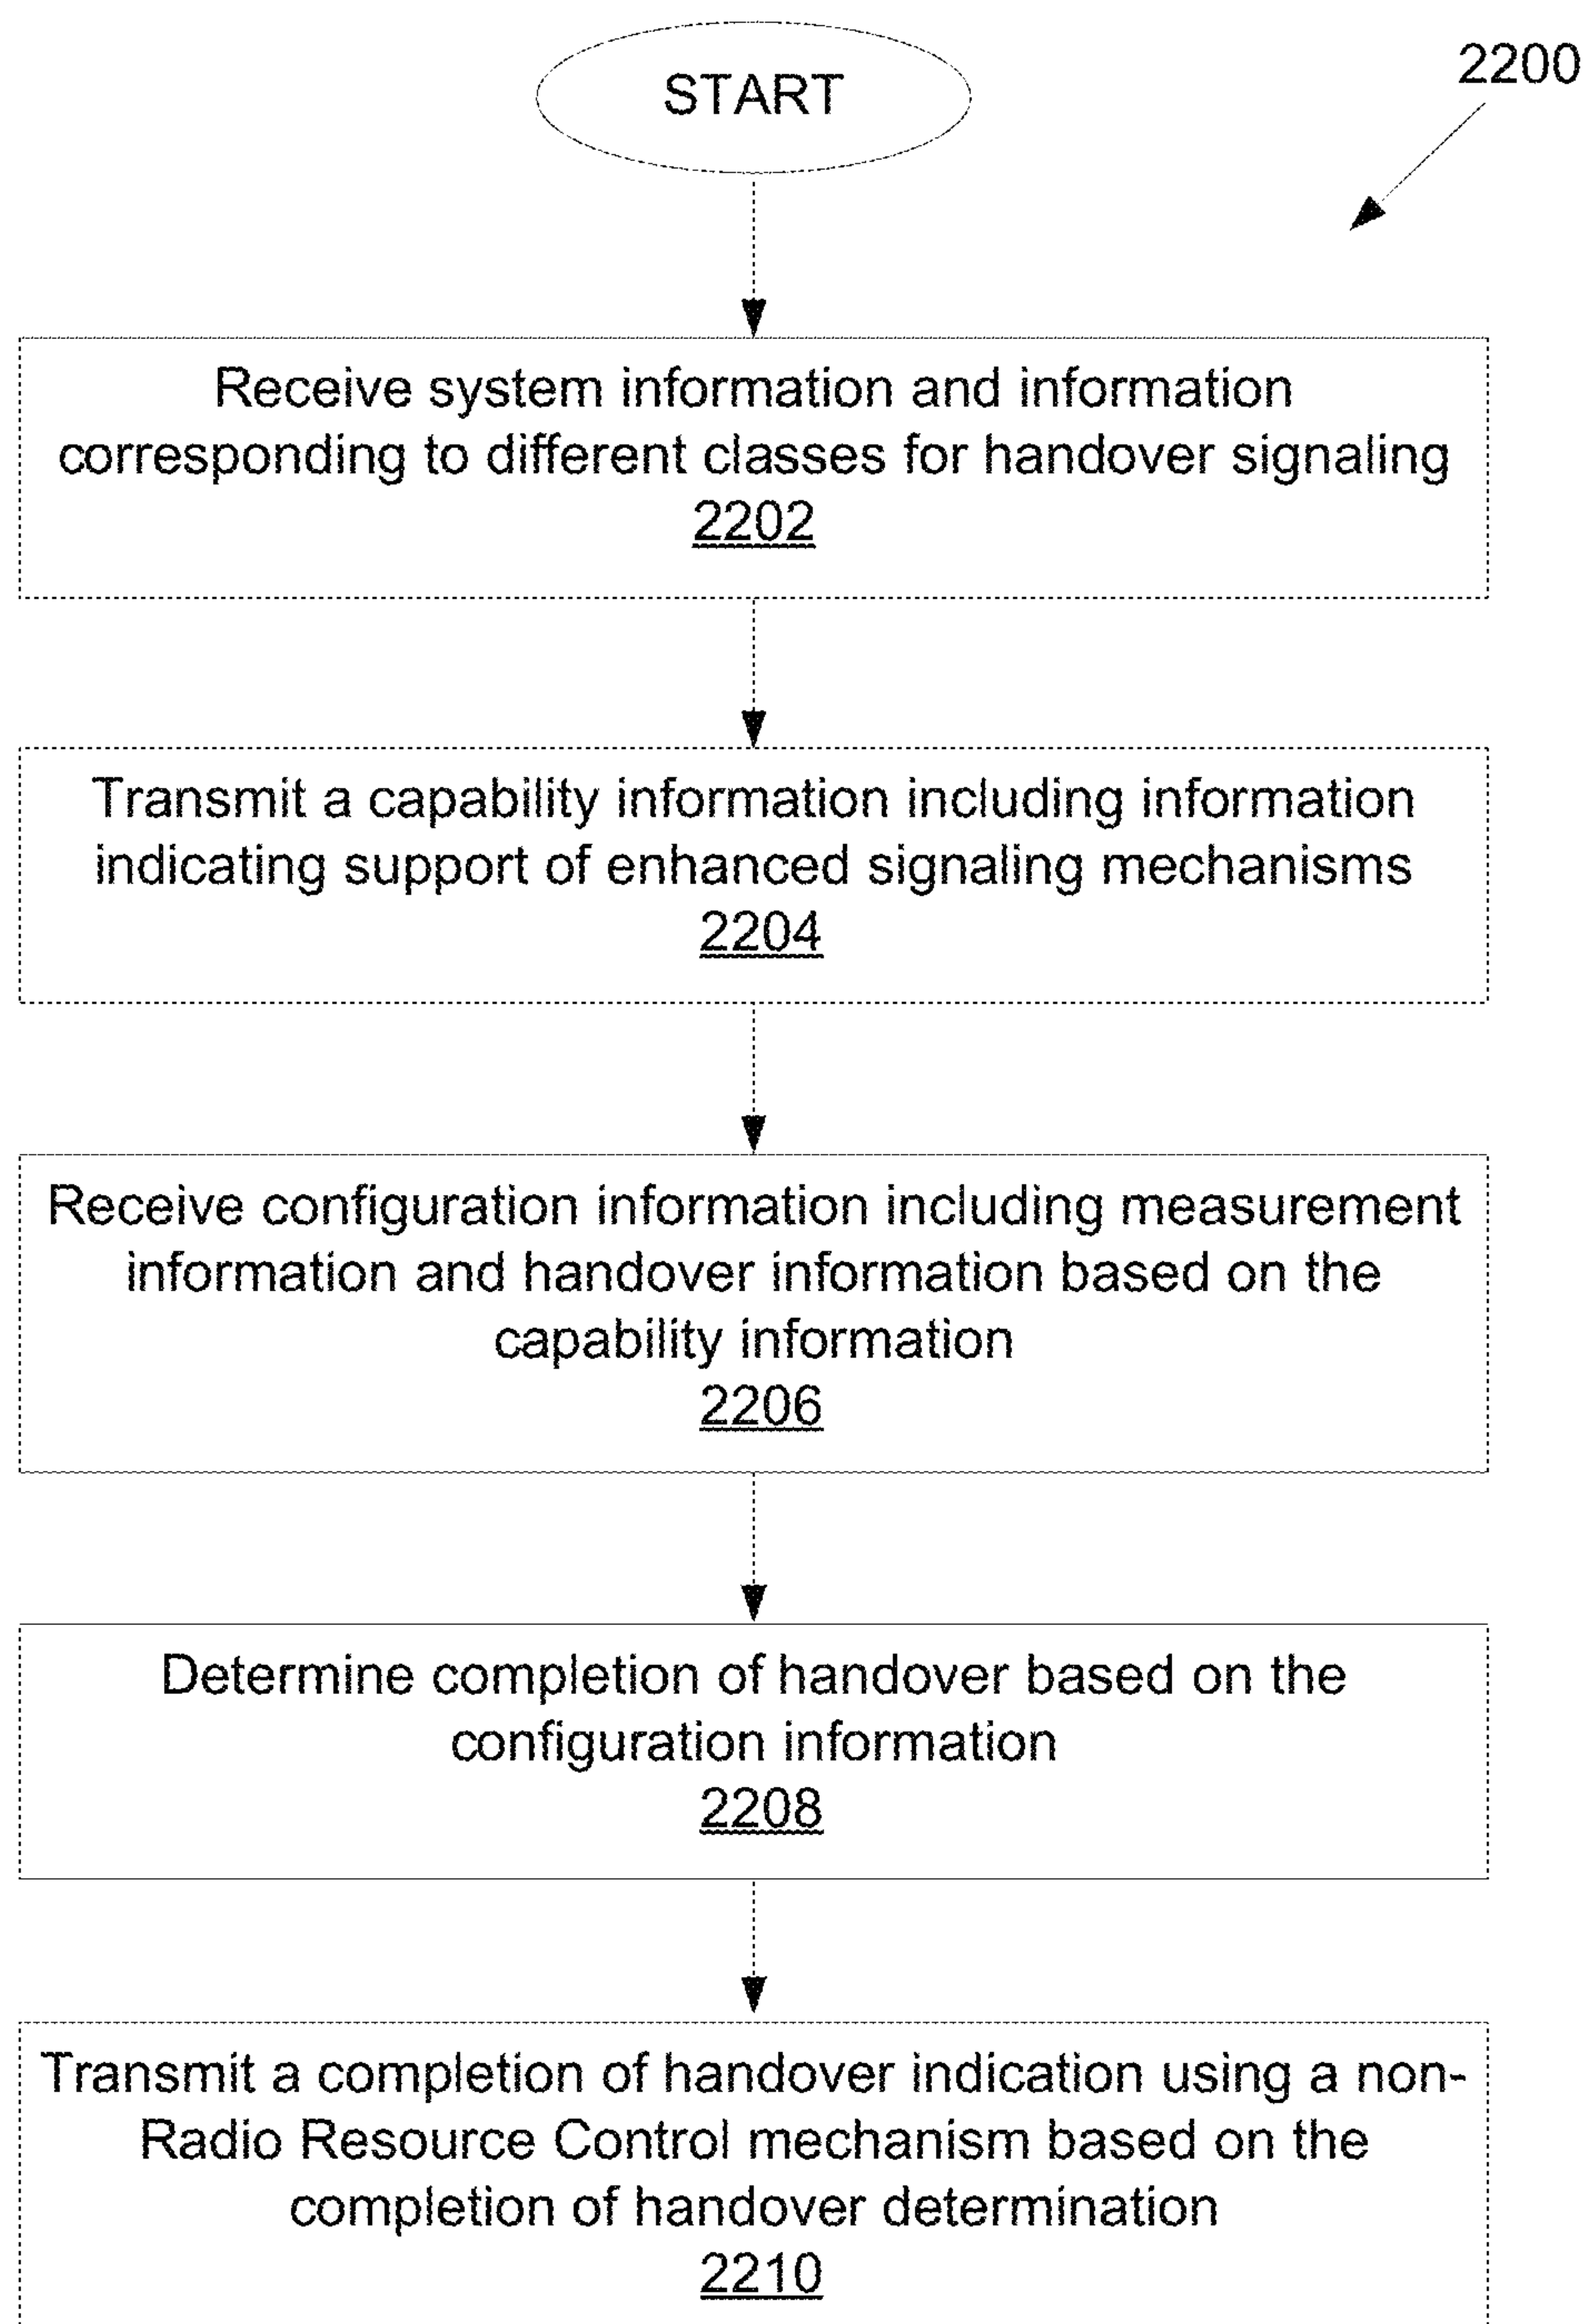 START
2200
Receive system information and information
corresponding to different classes for handover signaling
2202
Transmit a capability information including information
indicating support of enhanced signaling mechanisms
2204
Receive configuration information including measurement
information and handover information based on the
capability information
2206
Determine completion of handover based on the
configuration information
2208
Transmit a completion of handover indication using a non-
Radio Resource Control mechanism based on the
completion of handover determination
2210